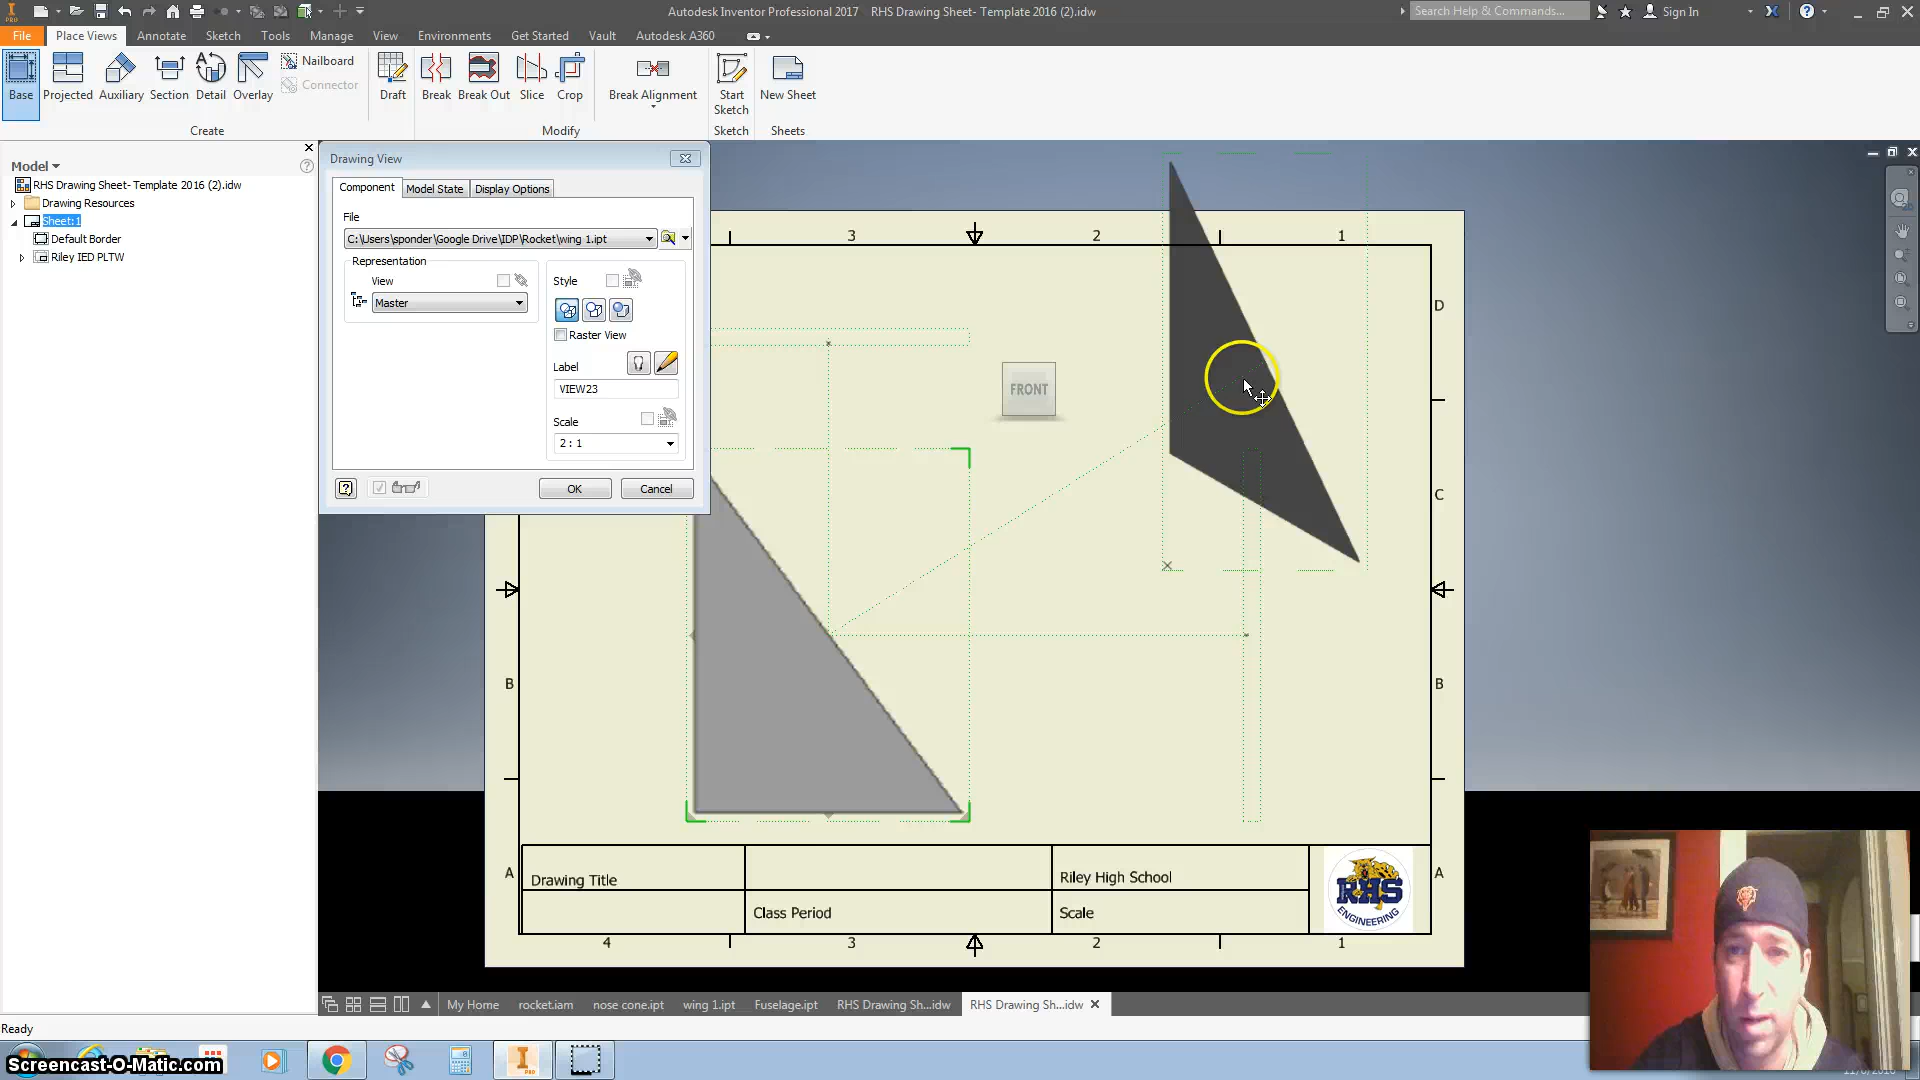 Autodesk Inventor Professional 2017 RHS Drawing Sheet- Template 2016 (2).idw
Search Help & Commands...
Sign In
PRO
File
Place Views
Annotate
Sketch
Tools
Manage
View
Environments
Get Started
Vault
Autodesk A360
Base
Projected
Auxiliary
Section
Detail
Overlay
Nailboard
Connector
Draft
Break
Break Out
Slice
Crop
Break Alignment
Start
Sketch
New Sheet
Create
Modify
Sketch
Sheets
Model
RHS Drawing Sheet- Template 2016 (2).idw
Drawing Resources
Sheet:1
Default Border
Riley IED PLTW
Drawing View
Component
Model State
Display Options
File
C:\Users\sponder\Google Drive\IDP\Rocket\wing 1.ipt
Representation
View
Master
Style
Raster View
Label
VIEW23
Scale
2 : 1
OK
Cancel
3
2
1
D
FRONT
C
B
B
A
A
Drawing Title
Riley High School
Class Period
Scale
RHS
ENGINEERING
4
3
2
1
My Home
rocket.iam
nose cone.ipt
wing 1.ipt
Fuselage.ipt
RHS Drawing Sh...idw
RHS Drawing Sh...idw
Ready
Screencast-O-Matic.com